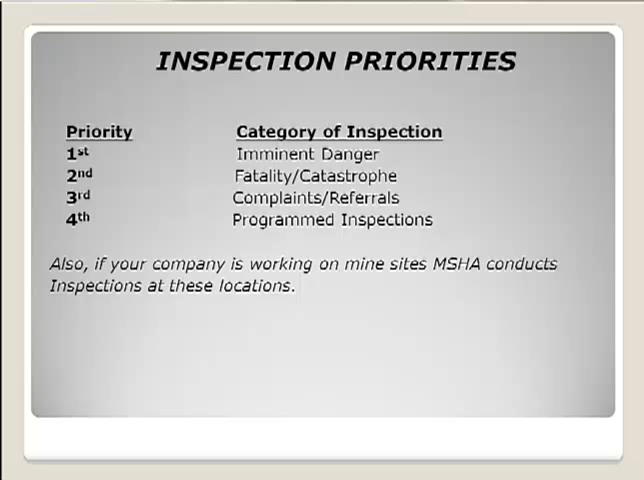 INSPECTION PRIORITIES
Priority Category of Inspection
1st Imminent Danger
2nd Fatality/Catastrophe
3rd Complaints/Referrals
4th Programmed Inspections
Also, if your company is working on mine sites MSHA conducts
Inspections at these locations.